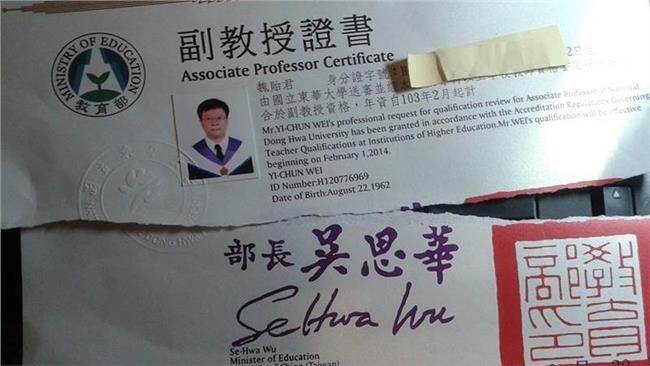 MINISTRY OF EDUCATION
教育部
副教授證書
Associate Professor Certificate
魏貽君 身分證字號
由國立東華大學送審並
合於副教授資格，年資自103年2月起計
Mr.YI-CHUN WEI's professional request for qualification review for Associate Professor at National
Dong Hwa University has been granted in accordance with the Accreditation Regulations Governing
Teacher Qualifications at Institutions of Higher Education.Mr.WEI's qualification will be effective
beginning on February 1,2014.
YI-CHUN WEI
ID Number:H120776969
Date of Birth:August 22,1962
DONG HWA
部長 吳思華
SeHwa Wu
Se-Hwa Wu
Minister of Education
(Taiwan)